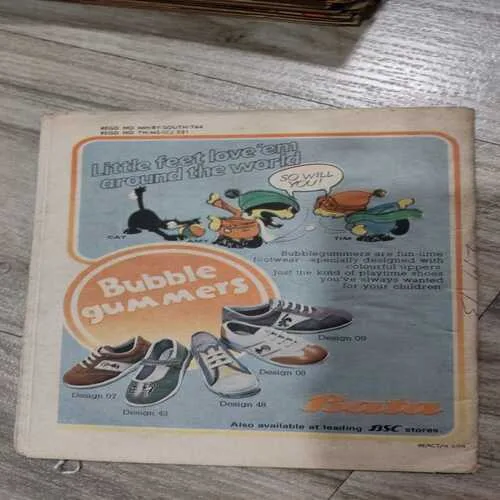 Little feet love 'em
around the world
SO WILL
YOU!
CAT
AMY
TIM
Bubblegummers are fun-time
footwear - specially designed with
colourful uppers.
Just the kind of playtime shoes
you've always wanted
for your children
Bubble
gummers
Design 09
Design 08
Design 07
Design 48
Design 43
Bata
Also available at leading BSC stores